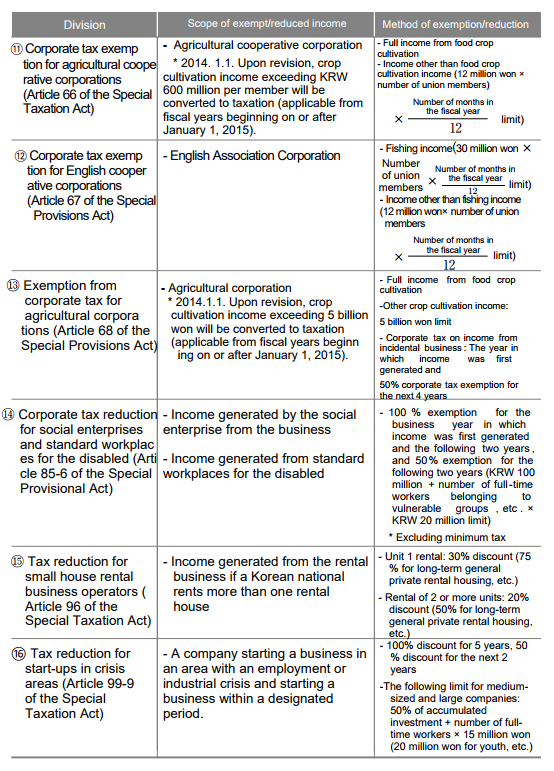 Division
Scope of exempt/reduced income
Method of exemption/reduction
⑪ Corporate tax exemp
tion for agricultural coope
rative corporations
(Article 66 of the Special
Taxation Act)
- Agricultural cooperative corporation
* 2014. 1.1. Upon revision, crop
cultivation income exceeding KRW
600 million per member will be
converted to taxation (applicable from
fiscal years beginning on or after
January 1, 2015).
- Full income from food crop
cultivation
- Income other than food crop
cultivation income (12 million won ×
number of union members)
× Number of months in
the fiscal year
12
limit)
⑫ Corporate tax exemp
tion for English cooper
ative corporations
(Article 67 of the Special
Provisions Act)
- English Association Corporation
- Fishing income(30 million won ×
Number
of union
members
× Number of months in
the fiscal year
12
limit)
- Income other than fishing income
(12 million won× number of union
members
× Number of months in
the fiscal year
12
limit)
⑬ Exemption from
corporate tax for
agricultural corpora
tions (Article 68 of the
Special Provisions Act)
- Agricultural corporation
* 2014.1.1. Upon revision, crop
cultivation income exceeding 5 billion
won will be converted to taxation
(applicable from fiscal years beginn
ing on or after January 1, 2015).
- Full income from food crop
cultivation
-Other crop cultivation income:
5 billion won limit
- Corporate tax on income from
incidental business : The year in
which income was first
generated and
50% corporate tax exemption for
the next 4 years
⑭ Corporate tax reduction
for social enterprises
and standard workplac
es for the disabled (Arti
cle 85-6 of the Special
Provisional Act)
- Income generated by the social
enterprise from the business
- Income generated from standard
workplaces for the disabled
- 100 % exemption for the
business year in which
income was first generated
and the following two years ,
and 50 % exemption for the
following two years (KRW 100
million + number of full-time
workers belonging to
vulnerable groups , etc . ×
KRW 20 million limit)
* Excluding minimum tax
⑮ Tax reduction for
small house rental
business operators (
Article 96 of the
Special Taxation Act)
- Income generated from the rental
business if a Korean national
rents more than one rental
house
- Unit 1 rental: 30% discount (75
% for long-term general
private rental housing, etc.)
- Rental of 2 or more units: 20%
discount (50% for long-term
general private rental housing,
etc.)
⑯ Tax reduction for
start-ups in crisis
areas (Article 99-9
of the Special
Taxation Act)
- A company starting a business in
an area with an employment or
industrial crisis and starting a
business within a designated
period.
- 100% discount for 5 years, 50
% discount for the next 2
years
-The following limit for medium-
sized and large companies:
50% of accumulated
investment + number of full-
time workers × 15 million won
(20 million won for youth, etc.)